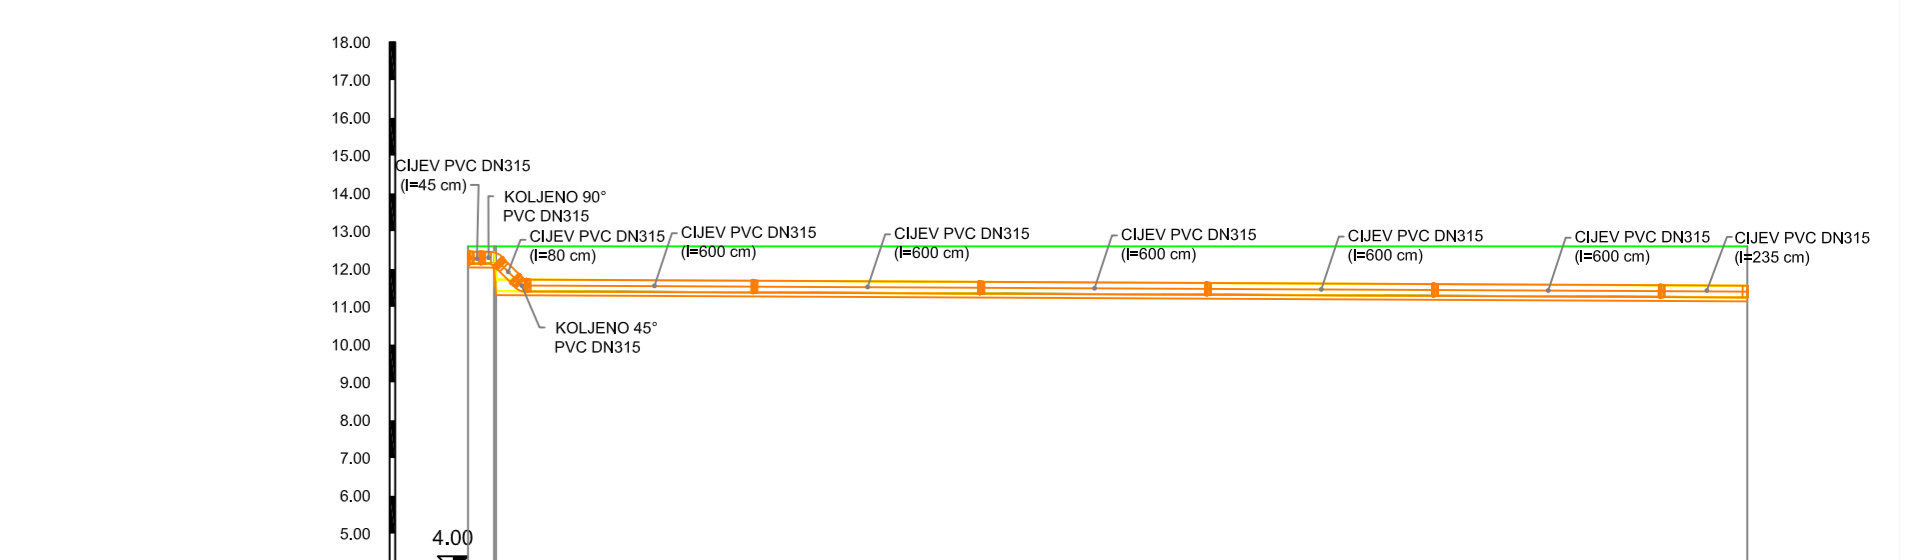 18.00
17.00
16.00
15.00
14.00
13.00
12.00
11.00
10.00
9.00
8.00
7.00
6.00
5.00
4.00
CIJEV PVC DN315
(l=45 cm)
KOLJENO 90°
PVC DN315
CIJEV PVC DN315
(l=80 cm)
KOLJENO 45°
PVC DN315
CIJEV PVC DN315
(l=600 cm)
CIJEV PVC DN315
(l=600 cm)
CIJEV PVC DN315
(l=600 cm)
CIJEV PVC DN315
(l=600 cm)
CIJEV PVC DN315
(l=600 cm)
CIJEV PVC DN315
(l=235 cm)